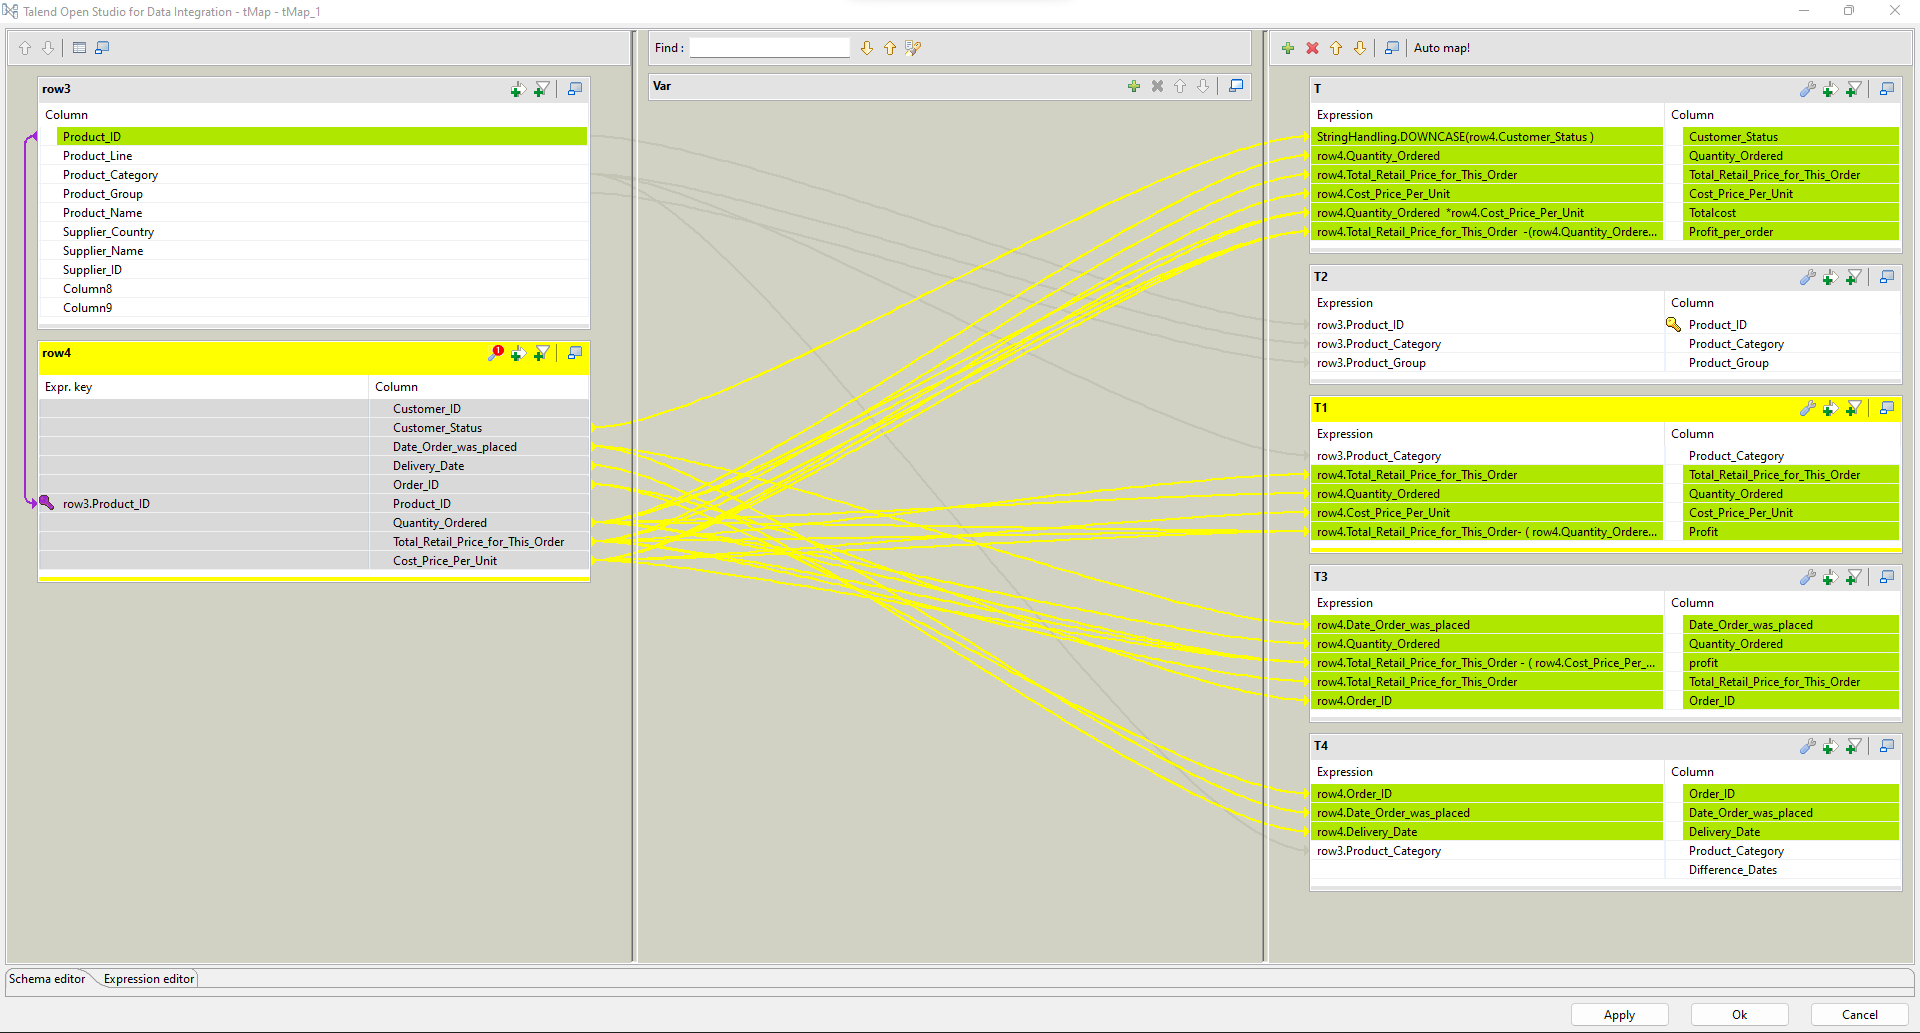 Talend Open Studio for Data Integration - tMap - tMap_1
Find :
Auto map!
row3
Column
Product_ID
Product_Line
Product_Category
Product_Group
Product_Name
Supplier_Country
Supplier_Name
Supplier_ID
Column8
Column9
row4
Expr. key Column
Customer_ID
Customer_Status
Date_Order_was_placed
Delivery_Date
Order_ID
row3.Product_ID Product_ID
Quantity_Ordered
Total_Retail_Price_for_This_Order
Cost_Price_Per_Unit
Var
T
Expression Column
StringHandling.DOWNCASE(row4.Customer_Status ) Customer_Status
row4.Quantity_Ordered Quantity_Ordered
row4.Total_Retail_Price_for_This_Order Total_Retail_Price_for_This_Order
row4.Cost_Price_Per_Unit Cost_Price_Per_Unit
row4.Quantity_Ordered *row4.Cost_Price_Per_Unit Totalcost
row4.Total_Retail_Price_for_This_Order -(row4.Quantity_Ordere... Profit_per_order
T2
Expression Column
row3.Product_ID Product_ID
row3.Product_Category Product_Category
row3.Product_Group Product_Group
T1
Expression Column
row3.Product_Category Product_Category
row4.Total_Retail_Price_for_This_Order Total_Retail_Price_for_This_Order
row4.Quantity_Ordered Quantity_Ordered
row4.Cost_Price_Per_Unit Cost_Price_Per_Unit
row4.Total_Retail_Price_for_This_Order- ( row4.Quantity_Ordere... Profit
T3
Expression Column
row4.Date_Order_was_placed Date_Order_was_placed
row4.Quantity_Ordered Quantity_Ordered
row4.Total_Retail_Price_for_This_Order - ( row4.Cost_Price_Per_... profit
row4.Total_Retail_Price_for_This_Order Total_Retail_Price_for_This_Order
row4.Order_ID Order_ID
T4
Expression Column
row4.Order_ID Order_ID
row4.Date_Order_was_placed Date_Order_was_placed
row4.Delivery_Date Delivery_Date
row3.Product_Category Product_Category
Difference_Dates
Schema editor Expression editor
Apply Ok Cancel